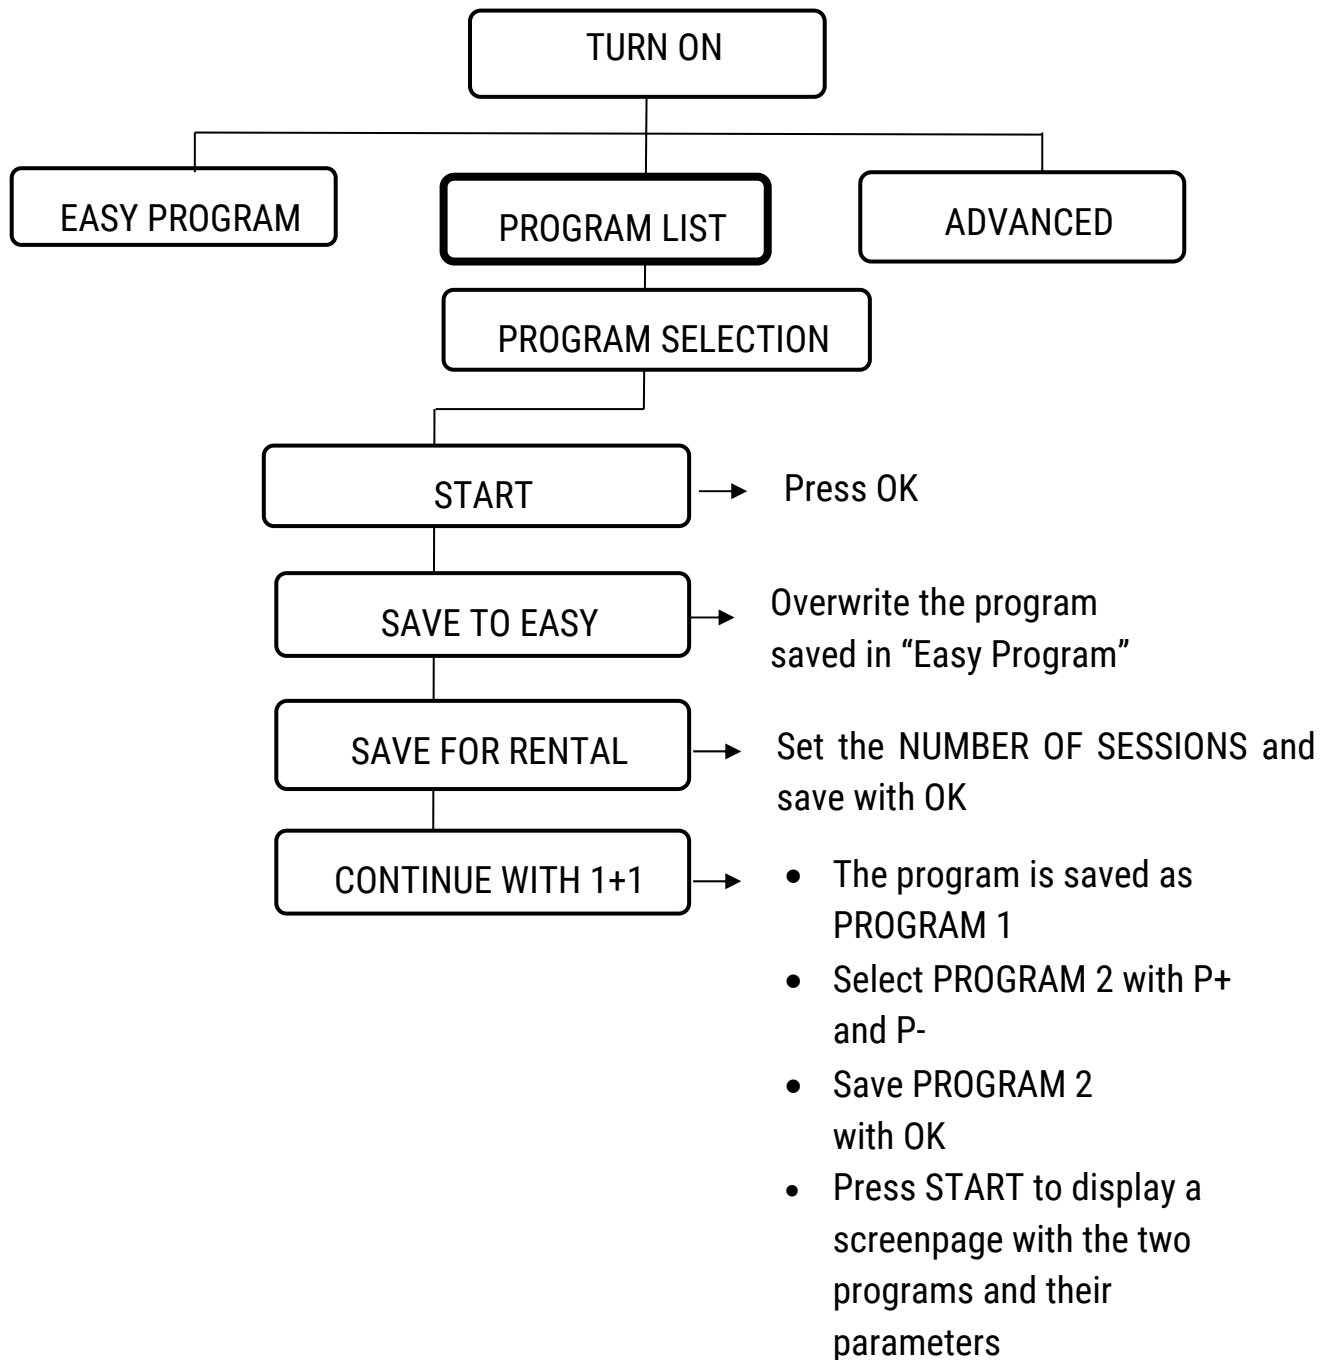 TURN ON
EASY PROGRAM
PROGRAM LIST
ADVANCED
PROGRAM SELECTION
START
Press OK
SAVE TO EASY
Overwrite the program
saved in “Easy Program”
SAVE FOR RENTAL
Set the NUMBER OF SESSIONS and
save with OK
CONTINUE WITH 1+1
• The program is saved as
PROGRAM 1
• Select PROGRAM 2 with P+
and P-
• Save PROGRAM 2
with OK
• Press START to display a
screenpage with the two
programs and their
parameters